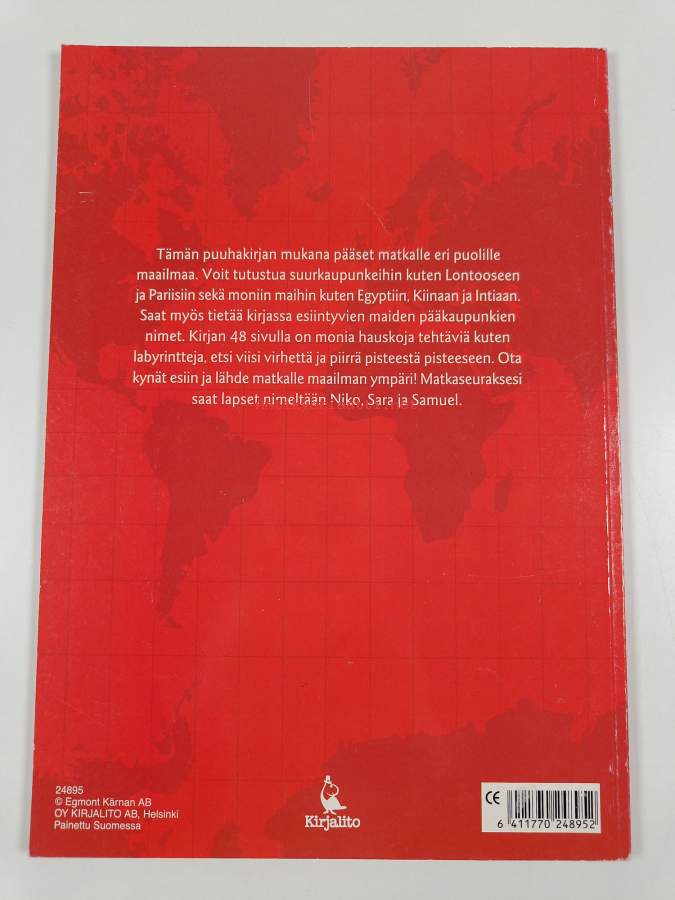 Tämän puuhakirjan mukana pääset matkalle eri puolille
maailmaa. Voit tutustua suurkaupunkeihin kuten Lontooseen
ja Pariisiin sekä moniin maihin kuten Egyptiin, Kiinaan ja Intiaan.
Saat myös tietää kirjassa esiintyvien maiden pääkaupunkien
nimet. Kirjan 48 sivulla on monia hauskoja tehtäviä kuten
labyrintteja, etsi viisi virhettä ja piirrä pisteestä pisteeseen. Ota
kynät esiin ja lähde matkalle maailman ympäri! Matkaseuraksesi
saat lapset nimeltään Niko, Sara ja Samuel.
24895
© Egmont Kärnan AB
OY KIRJALITO AB, Helsinki
Painettu Suomessa
Kirjalito
CE
6 411770 248952